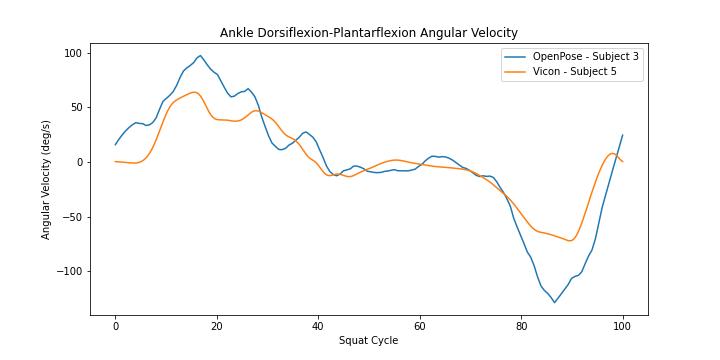 Ankle Dorsiflexion-Plantarflexion Angular Velocity
OpenPose - Subject 3
Vicon - Subject 5
Angular Velocity (deg/s)
100
50
0
−50
−100
0
20
40
60
80
100
Squat Cycle